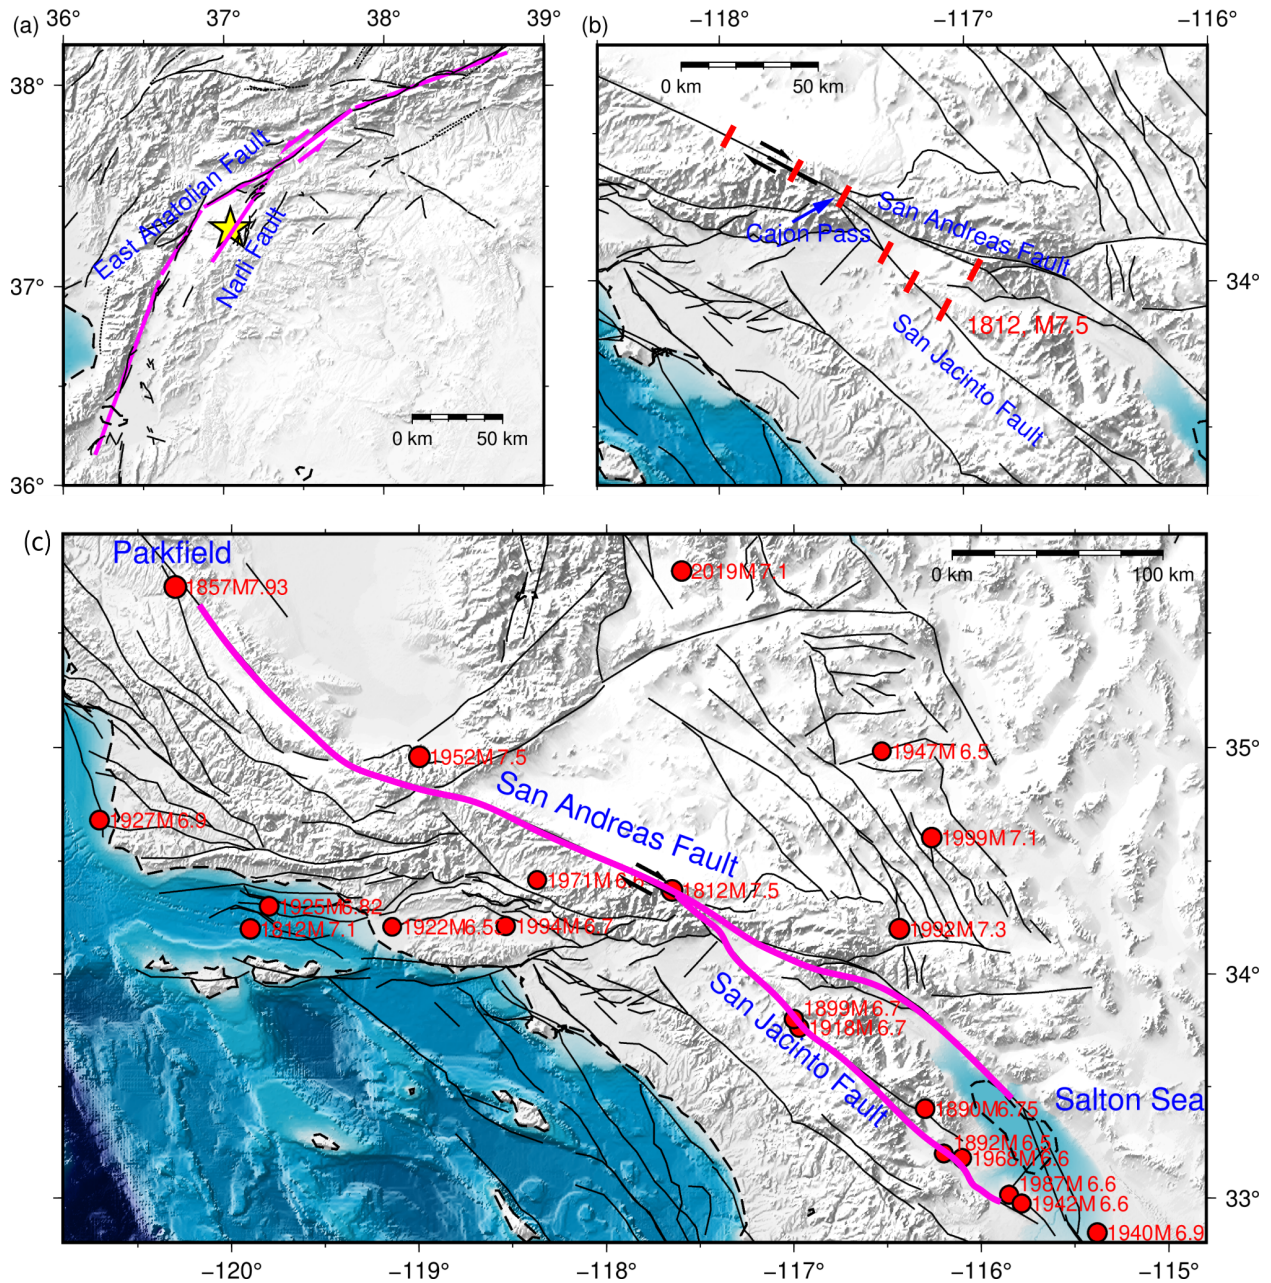 (a)
36°
37°
38°
39°
(b)
−118°
−117°
−116°
38°
37°
36°
East Anatolian Fault
Narlı Fault
0 km
50 km
0 km
50 km
San Andreas Fault
Cajon Pass
34°
1812, M7.5
San Jacinto Fault
(c)
Parkfield
1857M7.93
2019M7.1
0 km
100 km
1952M7.5
San Andreas Fault
1947M6.5
35°
1927M6.9
1999M7.1
1971M6.6
1812M7.5
1925M6.82
1812M7.1
1922M6.5
1994M6.7
1992M7.3
34°
San Jacinto Fault
1899M6.7
1918M6.7
Salton Sea
1890M6.75
1892M6.5
1968M6.6
1987M6.6
1942M6.6
33°
1940M6.9
−120°
−119°
−118°
−117°
−116°
−115°